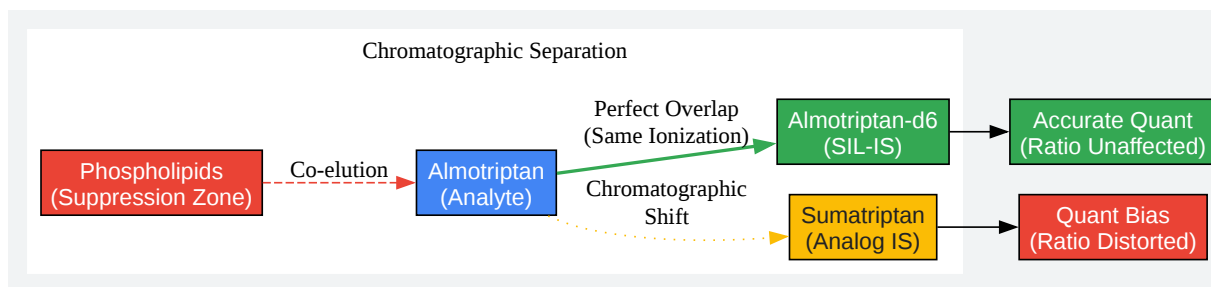 Chromatographic Separation
Phospholipids
(Suppression Zone)
Co-elution
Almotriptan
(Analyte)
Perfect Overlap
(Same Ionization)
Chromatographic
Shift
Almotriptan-d6
(SIL-IS)
Sumatriptan
(Analog IS)
Accurate Quant
(Ratio Unaffected)
Quant Bias
(Ratio Distorted)